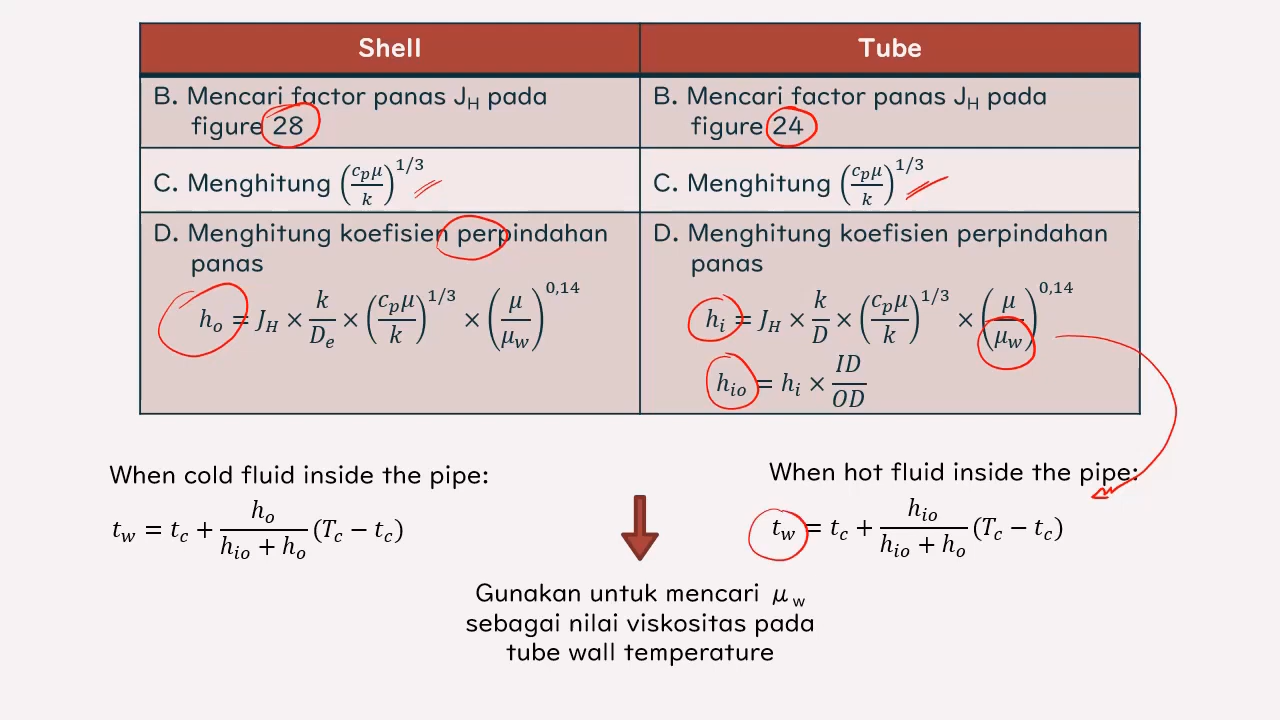 Shell
Tube
B. Mencari factor panas J_H pada
figure 28
B. Mencari factor panas J_H pada
figure 24
C. Menghitung (c_pμ/k)^1/3
C. Menghitung (c_pμ/k)^1/3
D. Menghitung koefisien perpindahan
panas
h_o = J_H × k/D_e × (c_pμ/k)^1/3 × (μ/μ_w)^0,14
D. Menghitung koefisien perpindahan
panas
h_i = J_H × k/D × (c_pμ/k)^1/3 × (μ/μ_w)^0,14
h_io = h_i × ID/OD
When cold fluid inside the pipe:
t_w = t_c + h_o/(h_io + h_o) (T_c − t_c)
When hot fluid inside the pipe:
t_w = t_c + h_io/(h_io + h_o) (T_c − t_c)
Gunakan untuk mencari μ_w
sebagai nilai viskositas pada
tube wall temperature